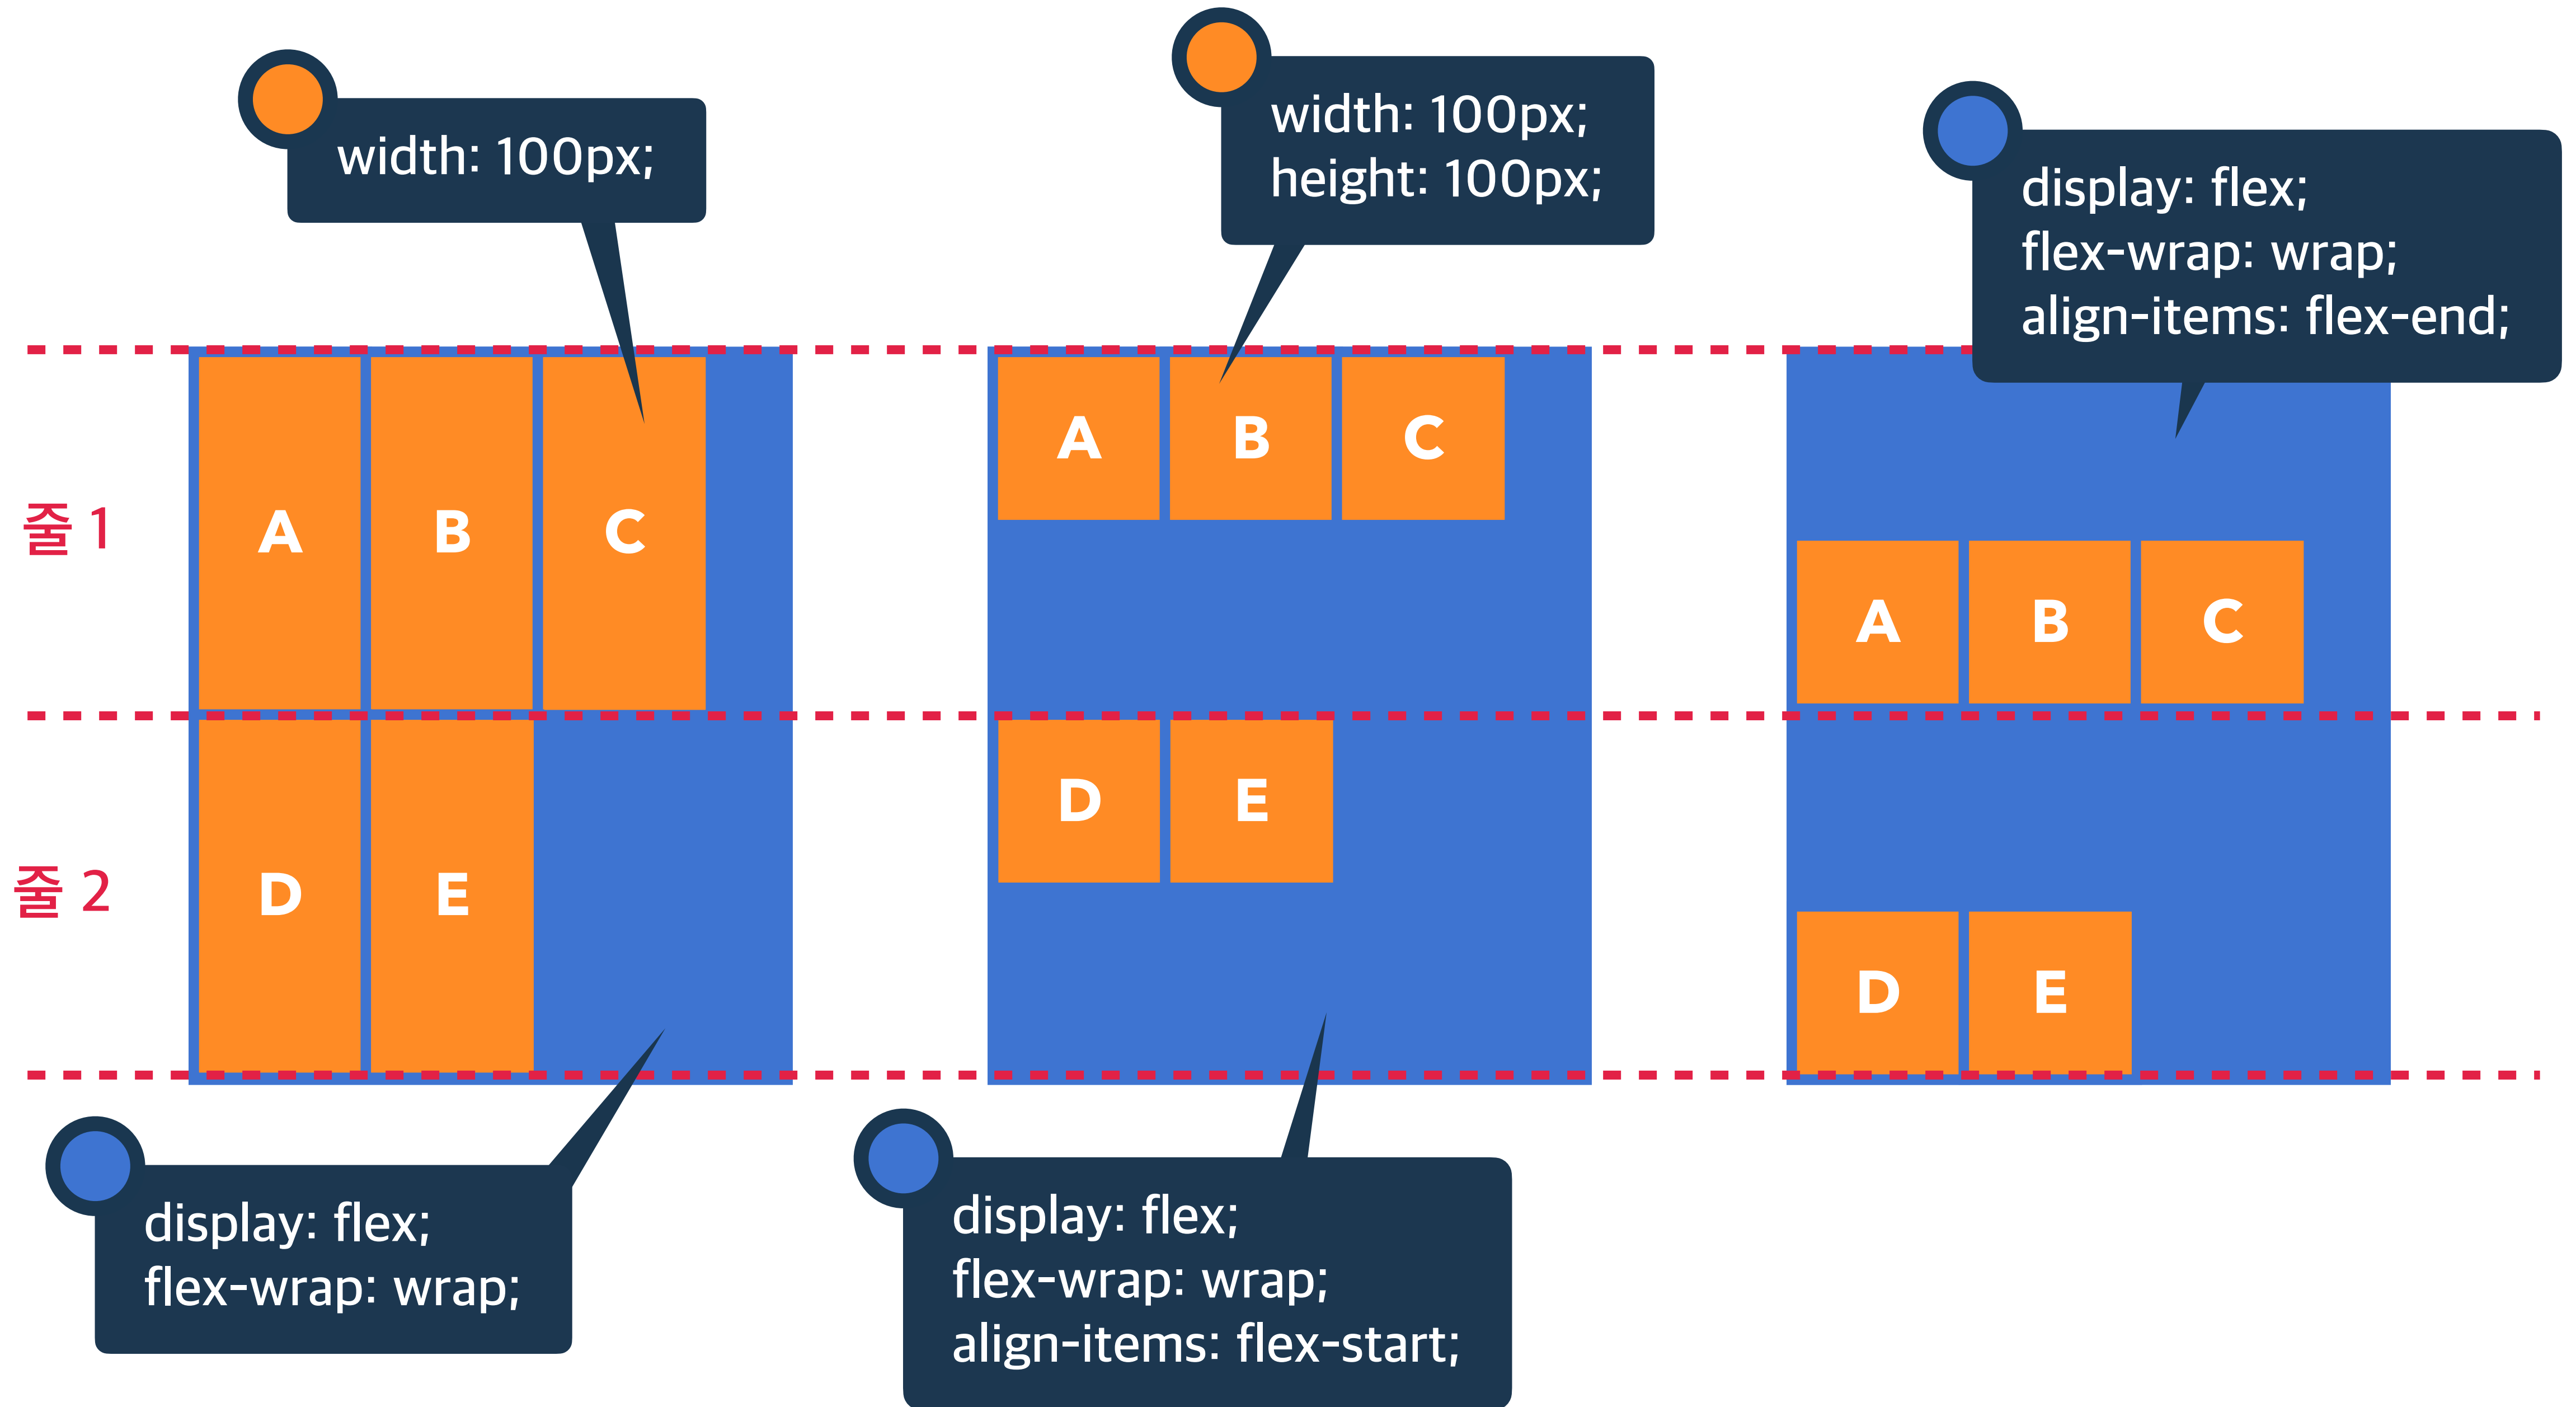 width: 100px;
width: 100px;
height: 100px;
display: flex;
flex-wrap: wrap;
align-items: flex-end;
줄 1
A
B
C
A
B
C
A
B
C
줄 2
D
E
D
E
D
E
display: flex;
flex-wrap: wrap;
display: flex;
flex-wrap: wrap;
align-items: flex-start;